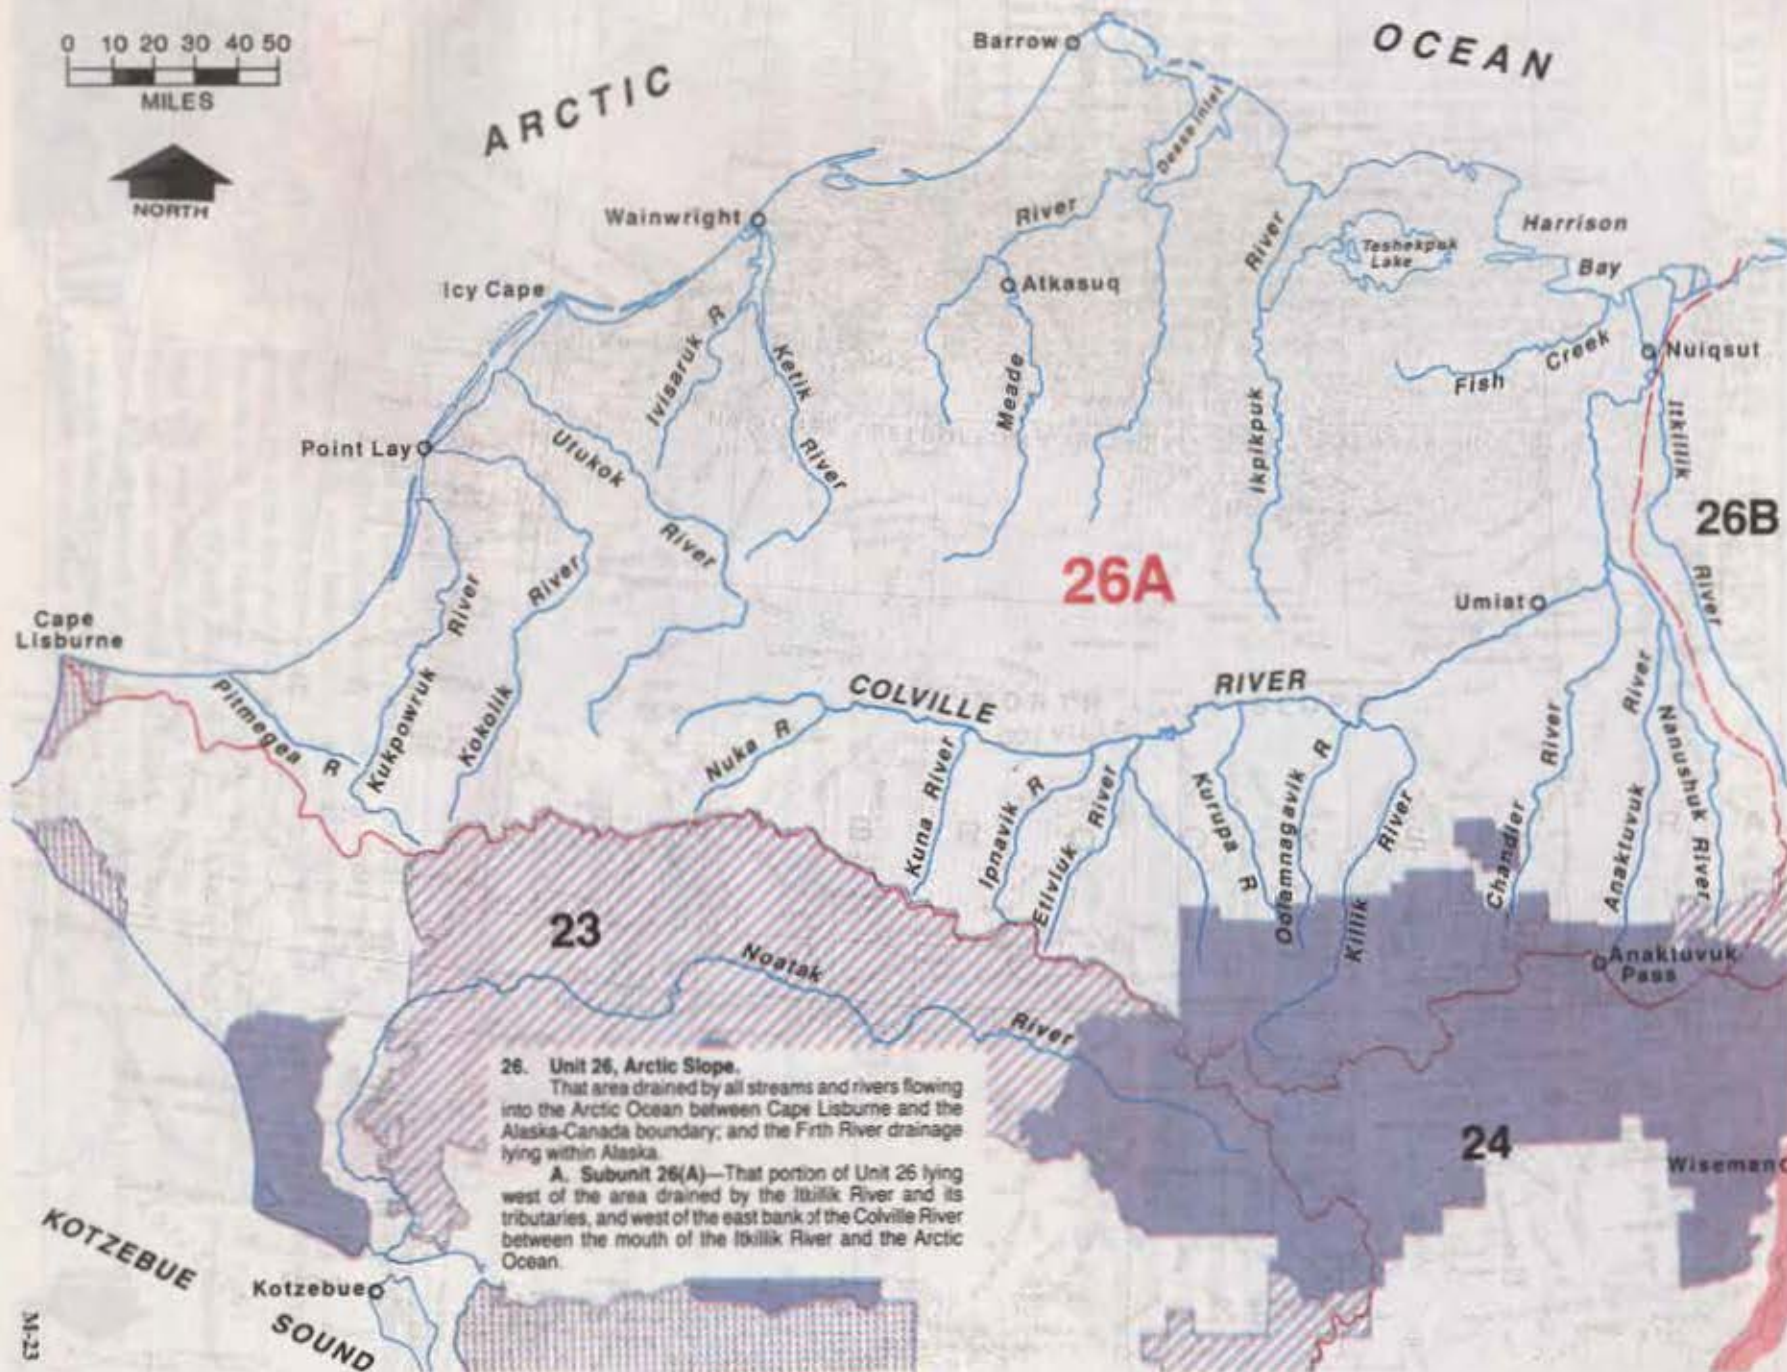 0 10 20 30 40 50
MILES
NORTH
ARCTIC
OCEAN
Barrow
Dease Inlet
Wainwright
River
River
Harrison
Bay
Teshekpuk
Lake
Icy Cape
Atkasuq
Ivisaruk R
Ketik
River
Meade
Ikpikpuk
Fish
Creek
Nuiqsut
Itkillik
River
26B
Point Lay
Utukok
River
26A
Umiat
Cape
Lisburne
River
River
Pitmegea R
Kukpowruk
Kokolik
COLVILLE
RIVER
Nuka R
Kuna River
Ipnavik R
Etivluk River
Kurupa R
Oolamnagavik R
Killik
River
Chandler
River
Anaktuvuk
River
Nanushuk River
23
Noatak
River
Anaktuvuk
Pass
24
Wiseman
26. Unit 26, Arctic Slope.
That area drained by all streams and rivers flowing
into the Arctic Ocean between Cape Lisburne and the
Alaska-Canada boundary; and the Firth River drainage
lying within Alaska.
A. Subunit 26(A)—That portion of Unit 26 lying
west of the area drained by the Itkillik River and its
tributaries, and west of the east bank of the Colville River
between the mouth of the Itkillik River and the Arctic
Ocean.
KOTZEBUE
SOUND
Kotzebue
M-23